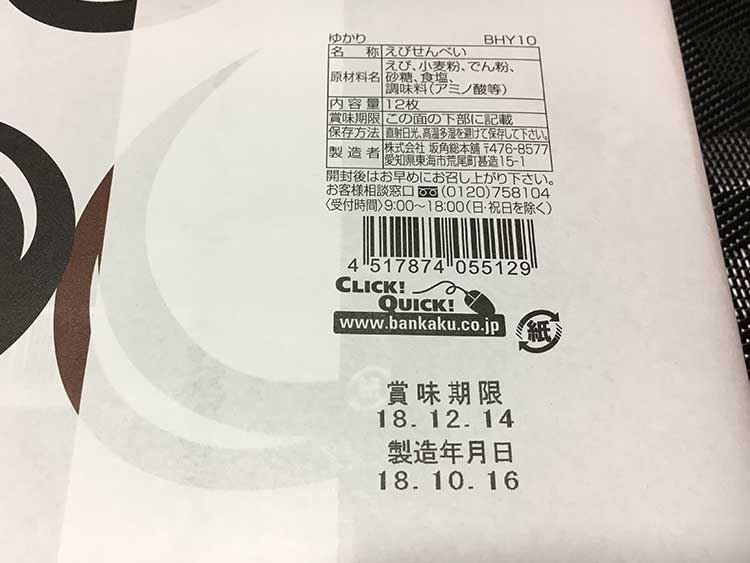 ゆかり BHY10
名称 えびせんべい
原材料名 えび、小麦粉、でん粉、
砂糖、食塩、
調味料(アミノ酸等)
内容量 12枚
賞味期限 この面の下部に記載
保存方法 直射日光、高温多湿を避けて保存して下さい。
製造者 株式会社 坂角総本舖 〒476-8577
愛知県東海市荒尾町甚造15-1
開封後はお早めにお召し上がり下さい。
お客様相談窓口 (0120)758104
〈受付時間〉9:00~18:00(日・祝日を除く)
4 517874 055129
CLICK!
QUICK!
www.bankaku.co.jp
紙
賞味期限
18.12.14
製造年月日
18.10.16